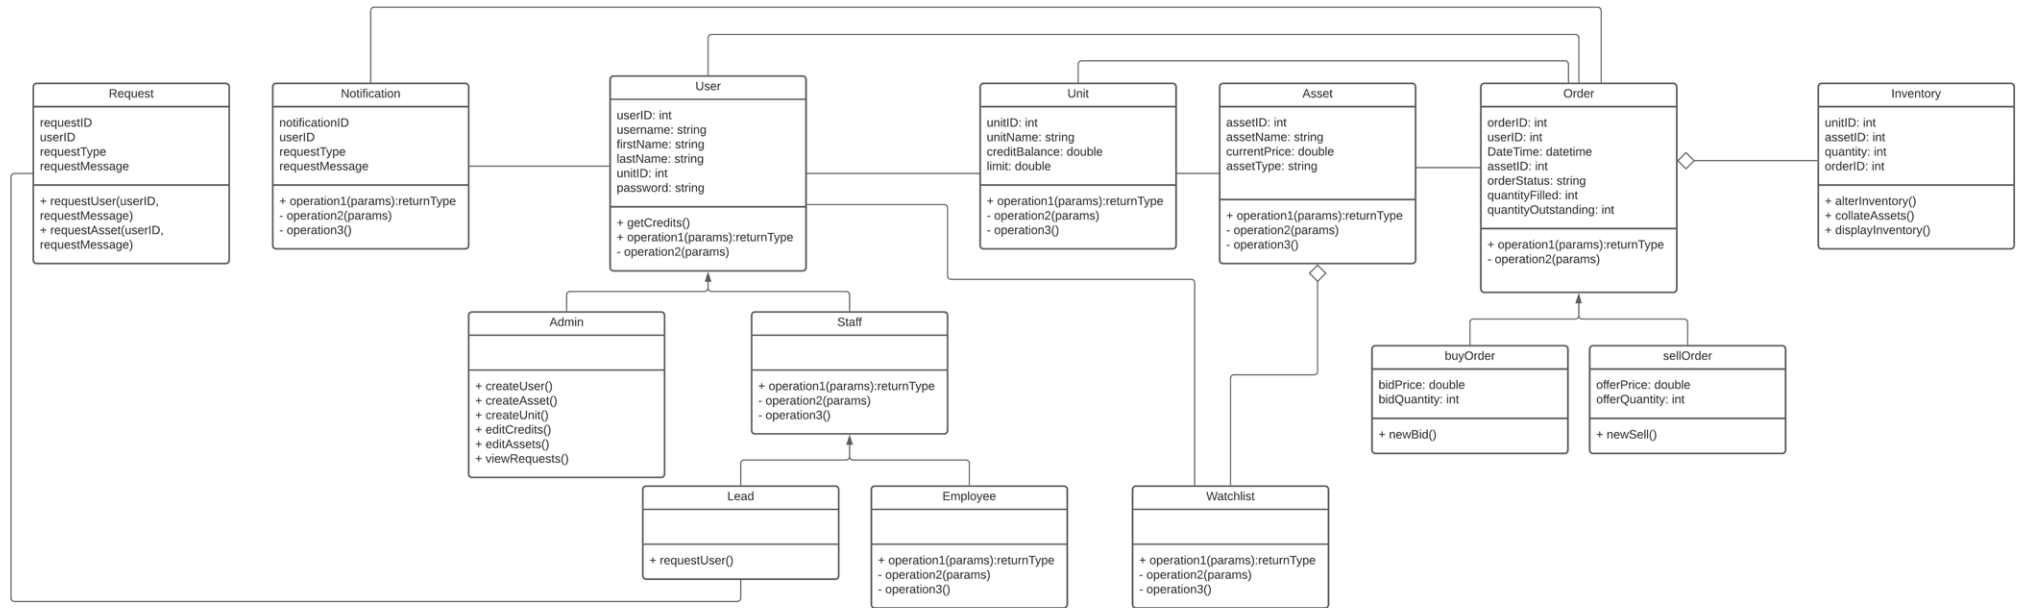 Request
requestID
userID
requestType
requestMessage
+ requestUser(userID,
requestMessage)
+ requestAsset(userID,
requestMessage)
Notification
notificationID
userID
requestType
requestMessage
+ operation1(params):returnType
- operation2(params)
- operation3()
User
userID: int
username: string
firstName: string
lastName: string
unitID: int
password: string
+ getCredits()
+ operation1(params):returnType
- operation2(params)
Unit
unitID: int
unitName: string
creditBalance: double
limit: double
+ operation1(params):returnType
- operation2(params)
- operation3()
Asset
assetID: int
assetName: string
currentPrice: double
assetType: string
+ operation1(params):returnType
- operation2(params)
- operation3()
Order
orderID: int
userID: int
DateTime: datetime
assetID: int
orderStatus: string
quantityFilled: int
quantityOutstanding: int
+ operation1(params):returnType
- operation2(params)
Inventory
unitID: int
assetID: int
quantity: int
orderID: int
+ alterInventory()
+ collateAssets()
+ displayInventory()
Admin
+ createUser()
+ createAsset()
+ createUnit()
+ editCredits()
+ editAssets()
+ viewRequests()
Staff
+ operation1(params):returnType
- operation2(params)
- operation3()
buyOrder
bidPrice: double
bidQuantity: int
+ newBid()
sellOrder
offerPrice: double
offerQuantity: int
+ newSell()
Lead
+ requestUser()
Employee
+ operation1(params):returnType
- operation2(params)
- operation3()
Watchlist
+ operation1(params):returnType
- operation2(params)
- operation3()